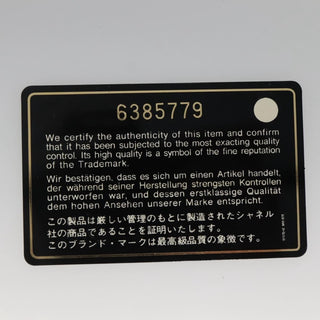 6385779
We certify the authenticity of this item and confirm
that it has been subjected to the most exacting quality
control. Its high quality is a symbol of the fine reputation
of the Trademark.
Wir bestätigen, dass es sich um einen Artikel handelt,
der während seiner Herstellung strengsten Kontrollen
unterworfen war, und dessen erstklassige Qualität
dem hohen Ansehen unserer Marke entspricht.
この製品は厳しい管理のもとに製造されたシャネル
社の商品であることを証明いたします。
このブランド・マークは最高級品質の象徴です。